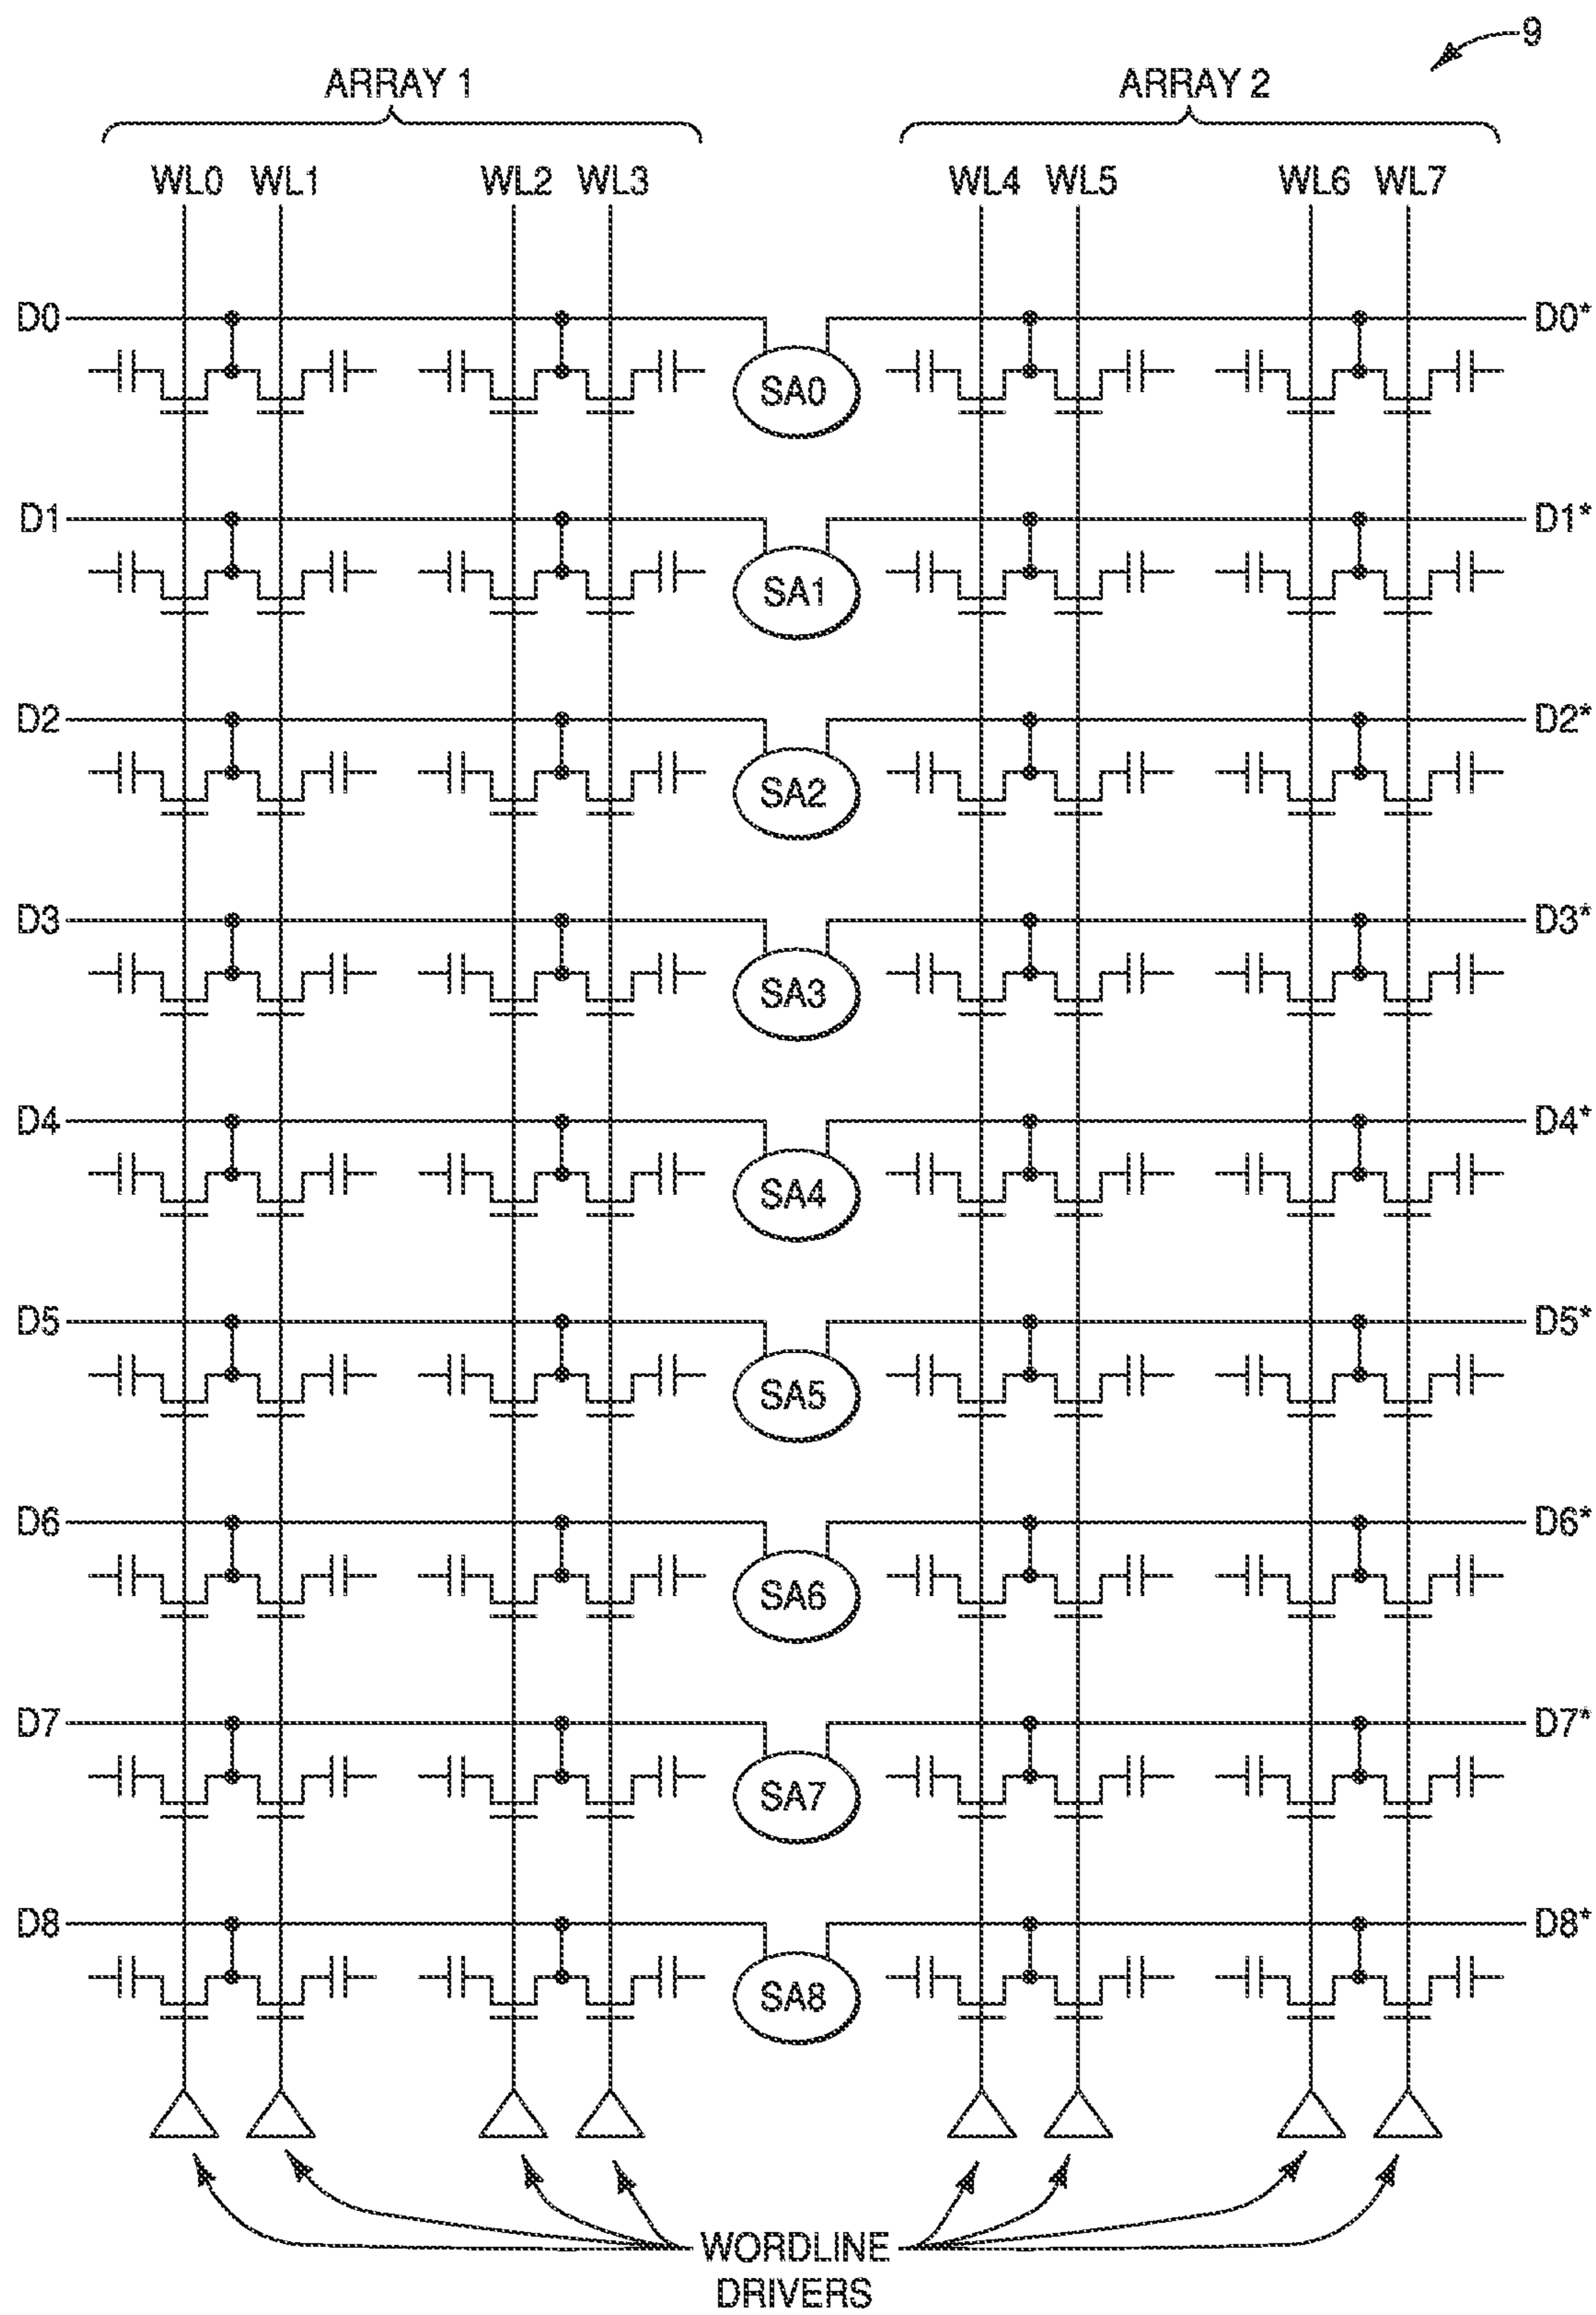 9
ARRAY 1 ARRAY 2
WL0 WL1 WL2 WL3 WL4 WL5 WL6 WL7
D0 D0*
SA0
D1 D1*
SA1
D2 D2*
SA2
D3 D3*
SA3
D4 D4*
SA4
D5 D5*
SA5
D6 D6*
SA6
D7 D7*
SA7
D8 D8*
SA8
WORDLINE
DRIVERS